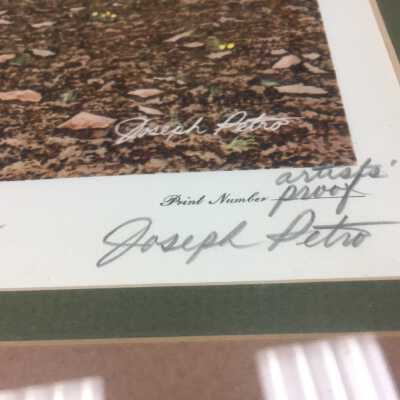 Joseph Petro
artists'
Print Number proof
Joseph Petro